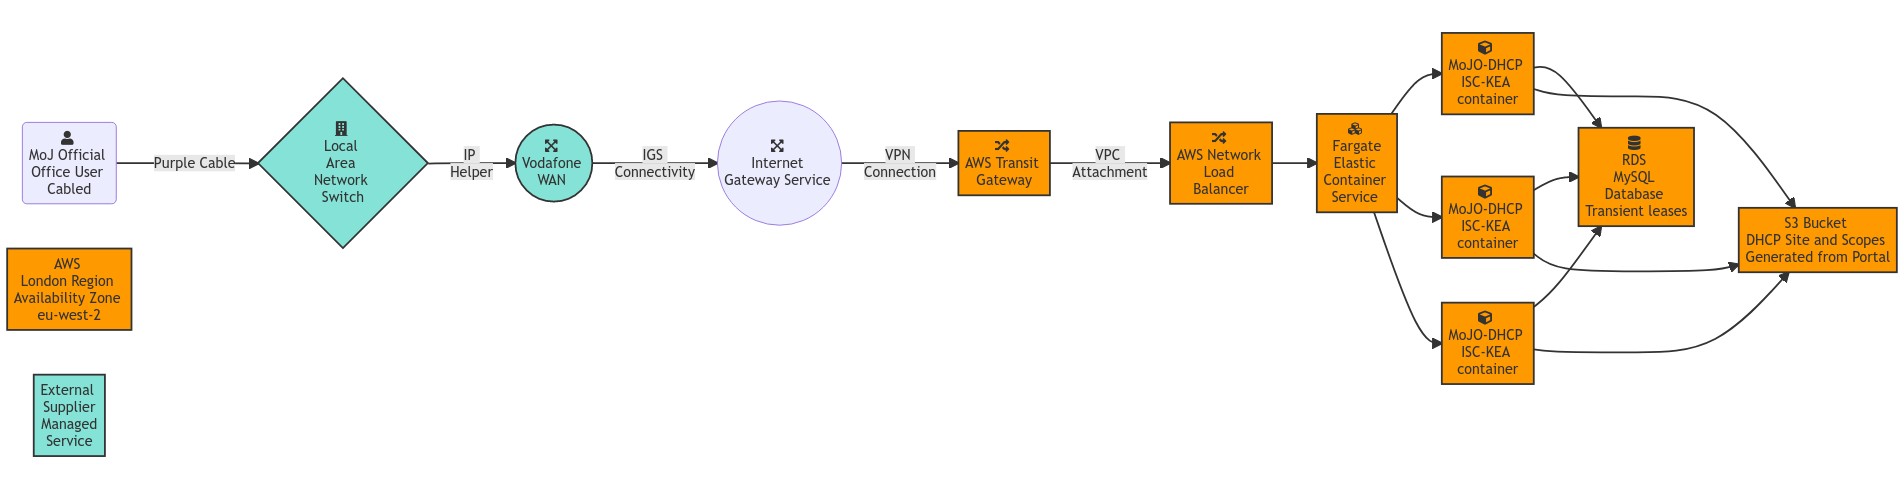 MoJ Official
Office User
Cabled
Purple Cable
Local
Area
Network
Switch
IP
Helper
Vodafone
WAN
IGS
Connectivity
Internet
Gateway Service
VPN
Connection
AWS Transit
Gateway
VPC
Attachment
AWS Network
Load
Balancer
Fargate
Elastic
Container
Service
MoJO-DHCP
ISC-KEA
container
MoJO-DHCP
ISC-KEA
container
MoJO-DHCP
ISC-KEA
container
RDS
MySQL
Database
Transient leases
S3 Bucket
DHCP Site and Scopes
Generated from Portal
AWS
London Region
Availability Zone
eu-west-2
External
Supplier
Managed
Service